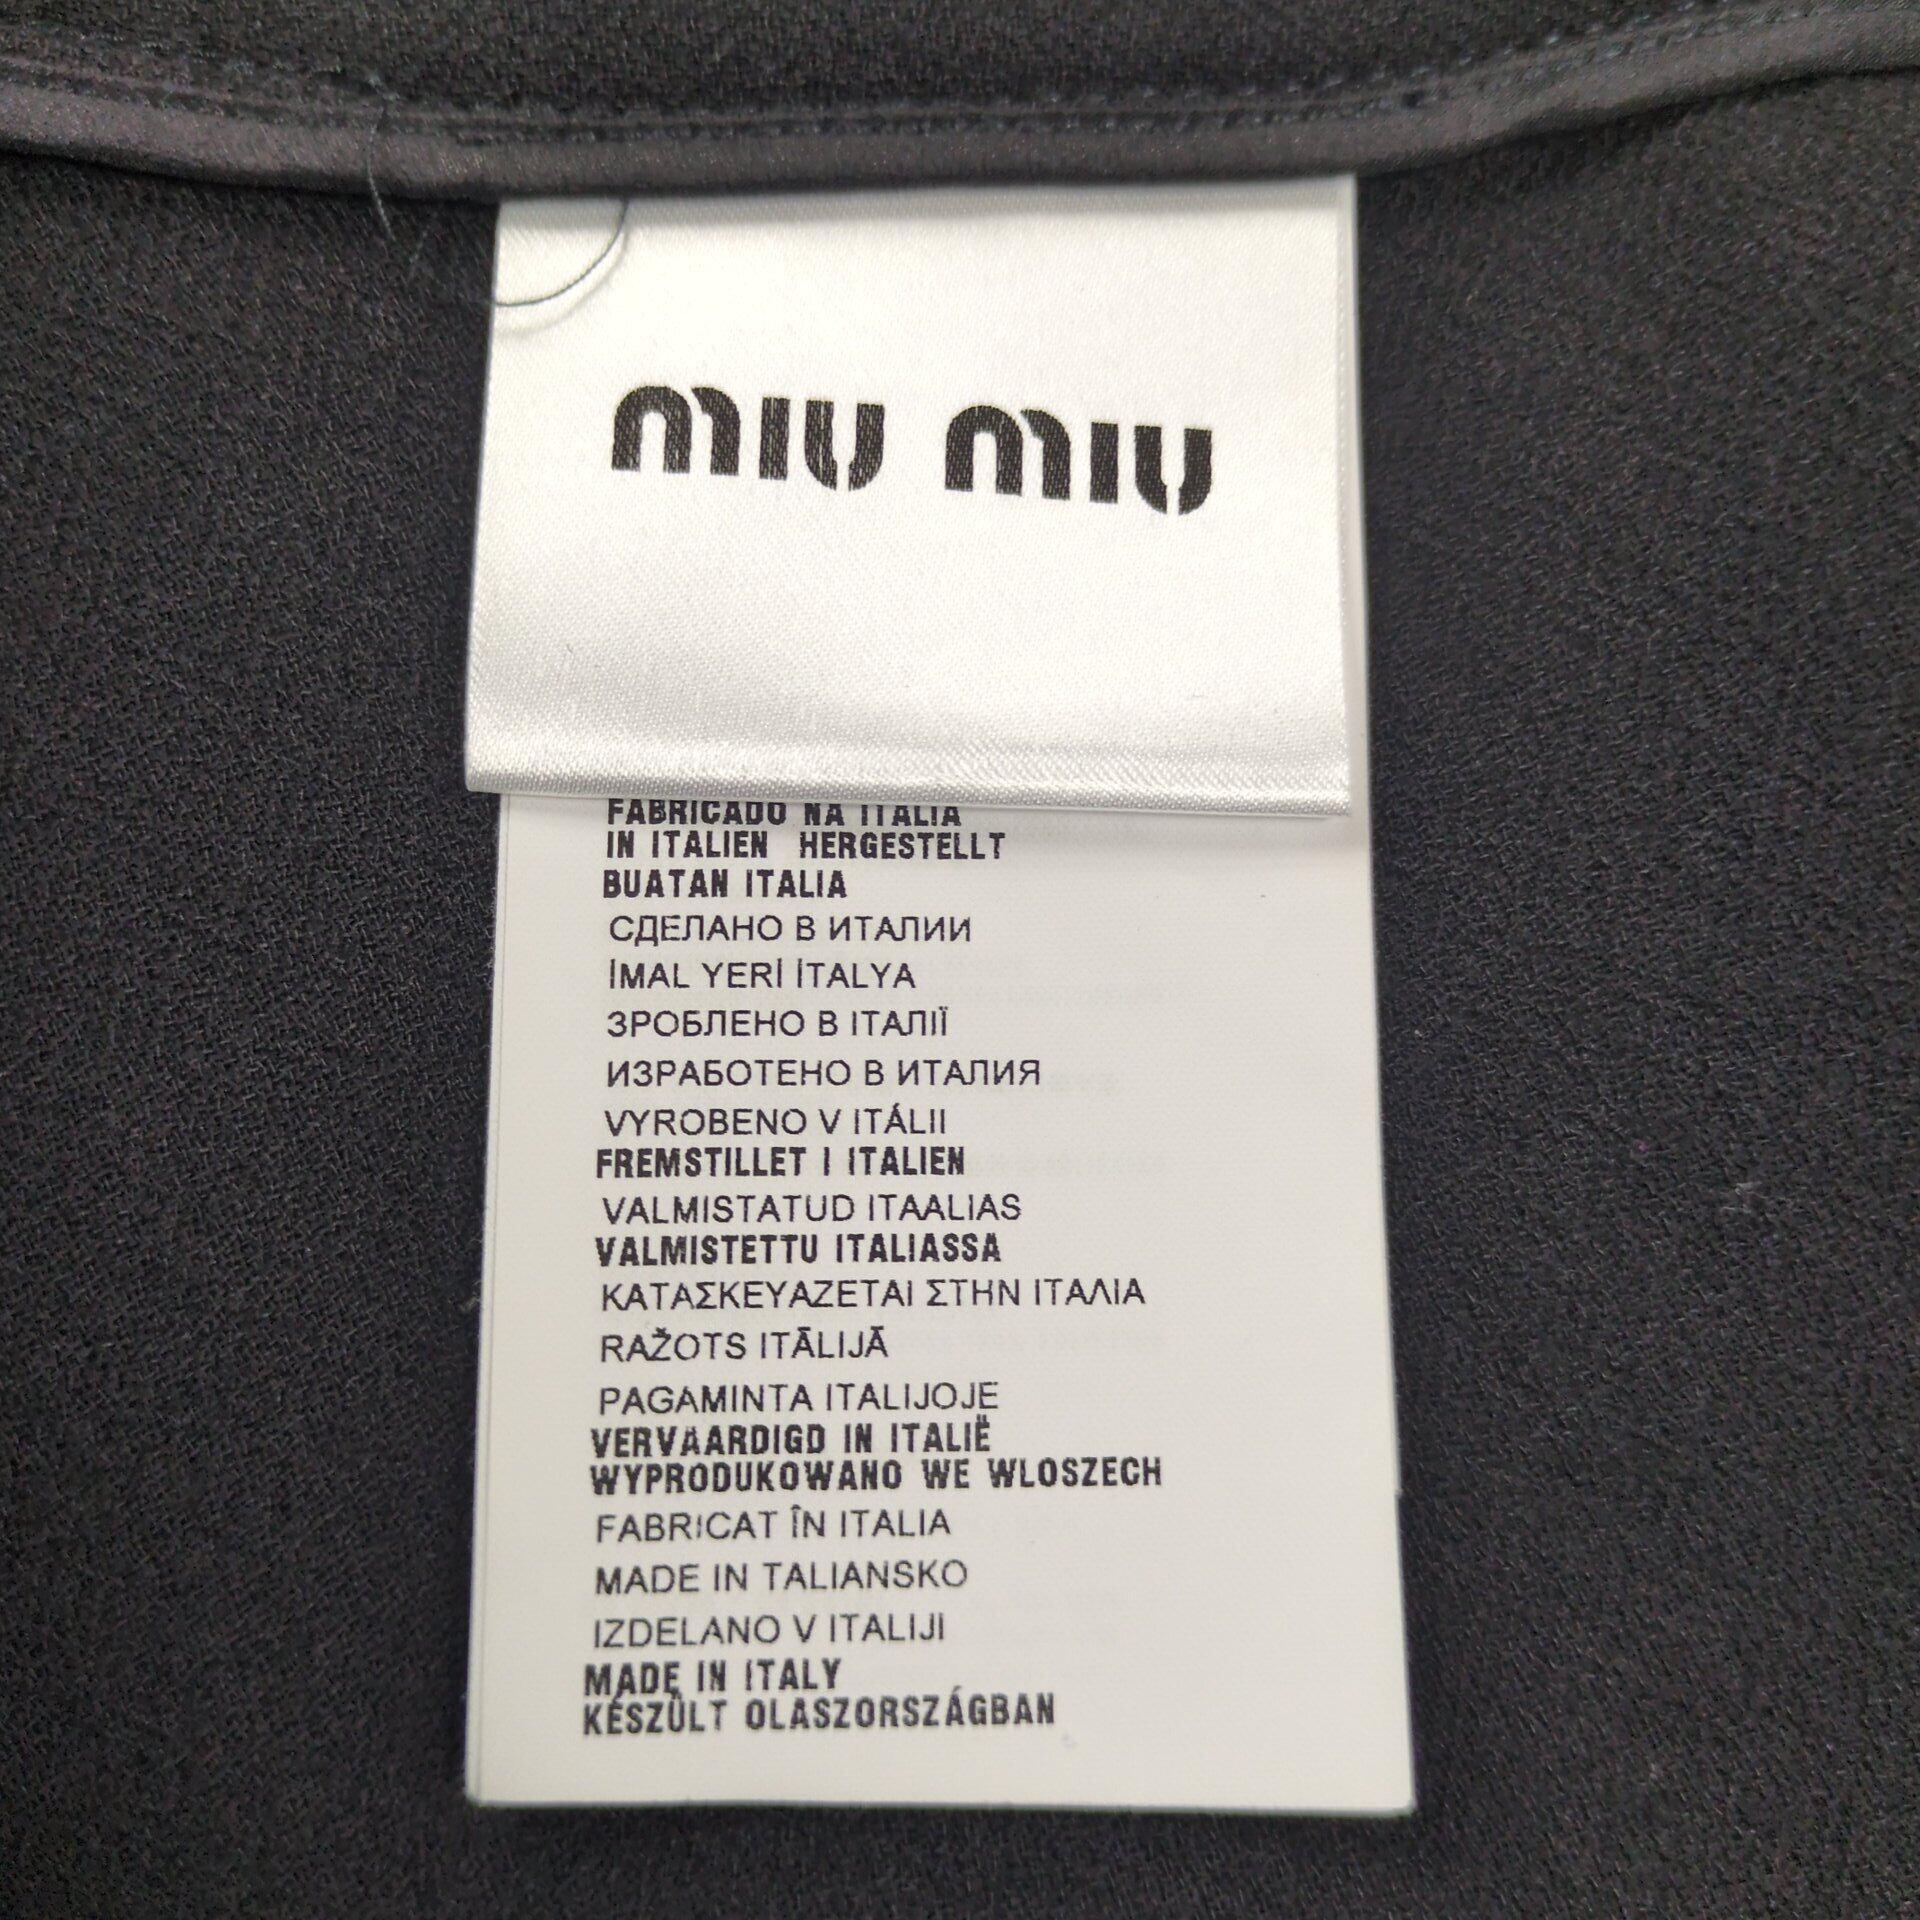 miu miu
FABRICADO NA ITALIA
IN ITALIEN HERGESTELLT
BUATAN ITALIA
СДЕЛАНО В ИТАЛИИ
İMAL YERİ İTALYA
ЗРОБЛЕНО В ІТАЛІЇ
ИЗРАБОТЕНО В ИТАЛИЯ
VYROBENO V ITÁLII
FREMSTILLET I ITALIEN
VALMISTATUD ITAALIAS
VALMISTETTU ITALIASSA
ΚΑΤΑΣΚΕΥΑΖΕΤΑΙ ΣΤΗΝ ΙΤΑΛΙΑ
RAŽOTS ITĀLIJĀ
PAGAMINTA ITALIJOJE
VERVAARDIGD IN ITALIË
WYPRODUKOWANO WE WLOSZECH
FABRICAT ÎN ITALIA
MADE IN TALIANSKO
IZDELANO V ITALIJI
MADE IN ITALY
KÉSZÜLT OLASZORSZÁGBAN